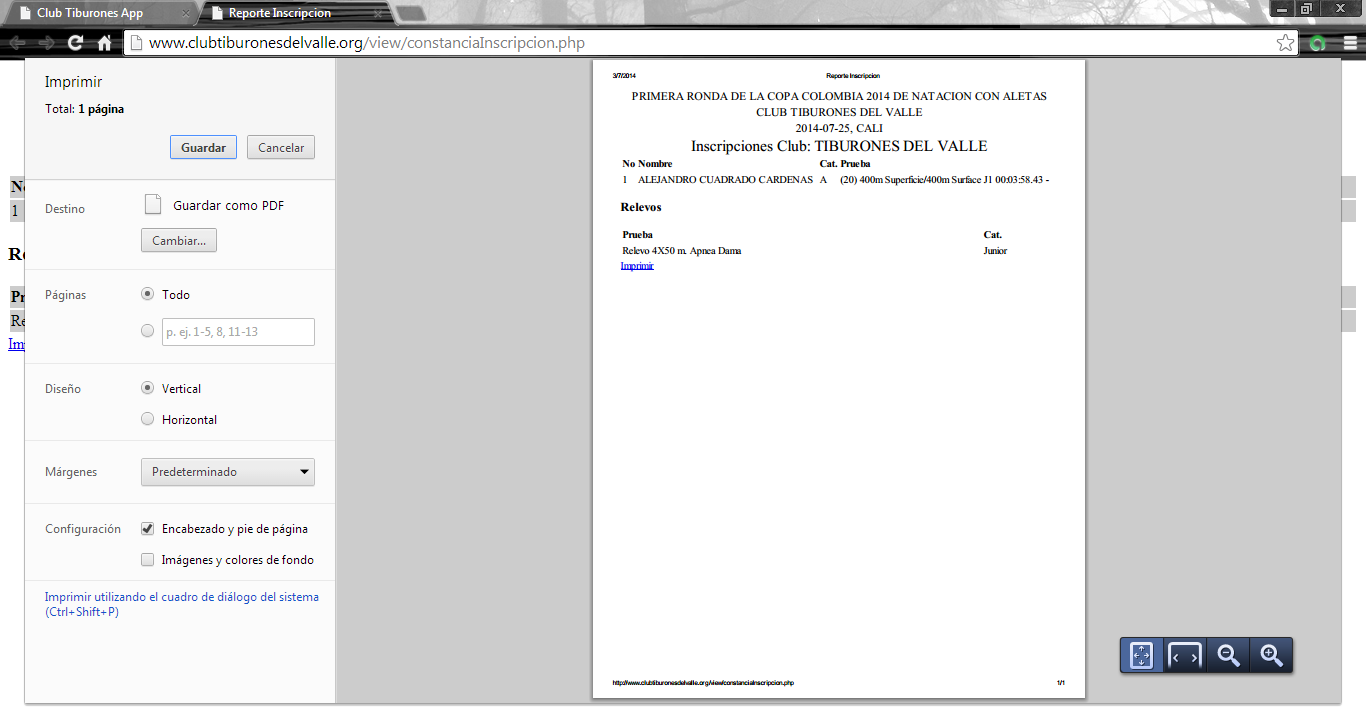 Club Tiburones App
Reporte Inscripcion
www.clubtiburonesdelvalle.org/view/constanciaInscripcion.php
Imprimir
Total: 1 página
Guardar
Cancelar
Destino
Guardar como PDF
Cambiar...
Páginas
Todo
p. ej. 1-5, 8, 11-13
Diseño
Vertical
Horizontal
Márgenes
Predeterminado
Configuración
Encabezado y pie de página
Imágenes y colores de fondo
Imprimir utilizando el cuadro de diálogo del sistema
(Ctrl+Shift+P)
1
3/7/2014 Reporte Inscripcion
PRIMERA RONDA DE LA COPA COLOMBIA 2014 DE NATACION CON ALETAS
CLUB TIBURONES DEL VALLE
2014-07-25, CALI
Inscripciones Club: TIBURONES DEL VALLE
No Nombre Cat. Prueba
1 ALEJANDRO CUADRADO CARDENAS A (20) 400m Superficie/400m Surface J1 00:03:58.43 -
Relevos
Prueba Cat.
Relevo 4X50 m. Apnea Dama Junior
Imprimir
http://www.clubtiburonesdelvalle.org/view/constanciaInscripcion.php 1/1